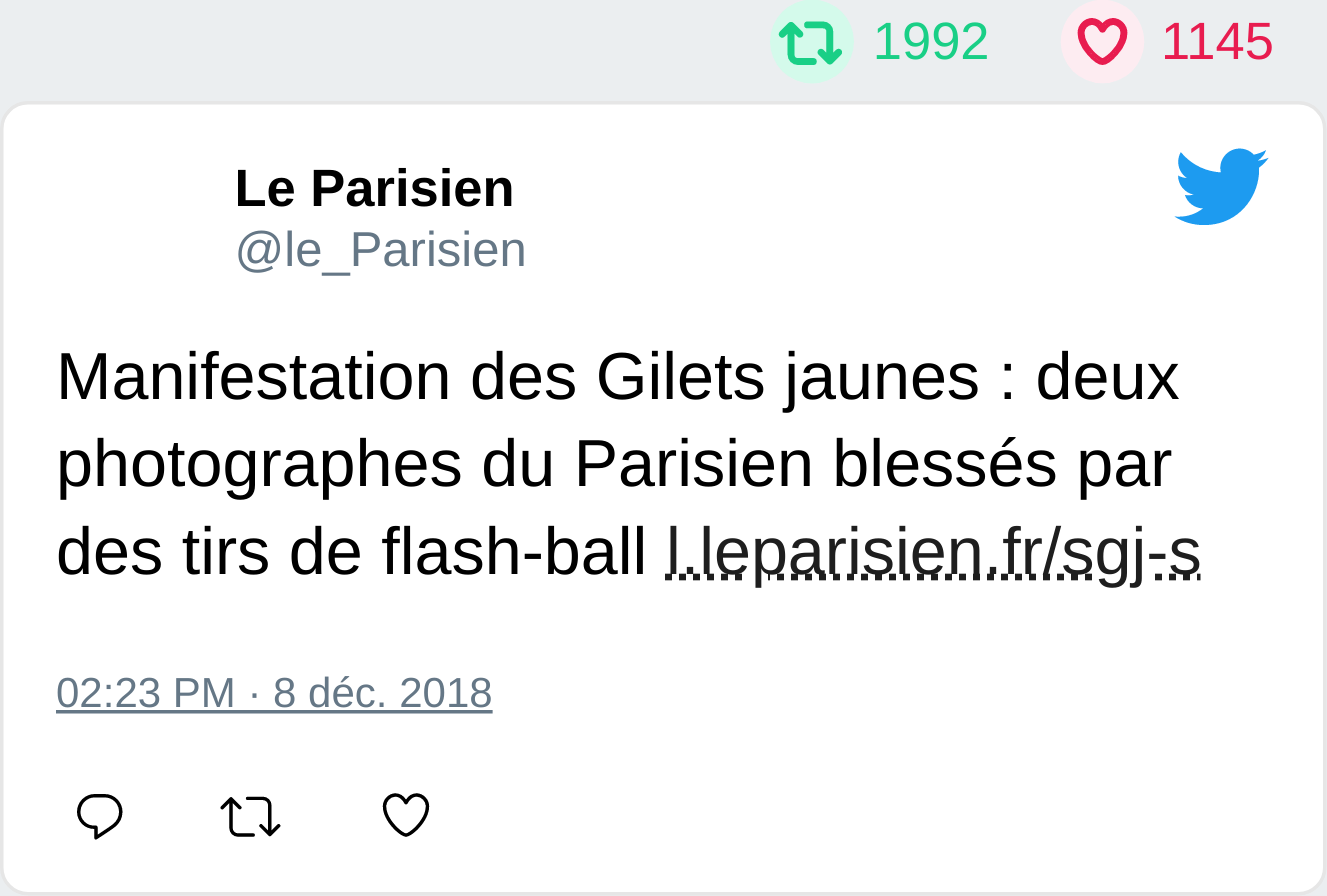 1992 1145
Le Parisien
@le_Parisien
Manifestation des Gilets jaunes : deux
photographes du Parisien blessés par
des tirs de flash-ball l.leparisien.fr/sgj-s
02:23 PM · 8 déc. 2018